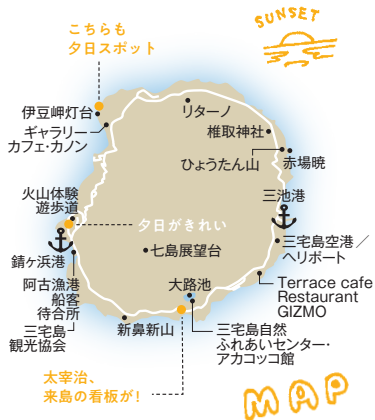 SUNSET
こちらも
夕日スポット
伊豆岬灯台
ギャラリー
カフェ・カノン
リターノ
椎取神社
ひょうたん山
赤場暁
三池港
火山体験
遊歩道
夕日がきれい
錆ヶ浜港
七島展望台
三宅島空港／
ヘリポート
阿古漁港
船客
待合所
大路池
Terrace cafe
Restaurant
GIZMO
三宅島
観光協会
新鼻新山
三宅島自然
ふれあいセンター・
アカコッコ館
太宰治、
来島の看板が！
MAP